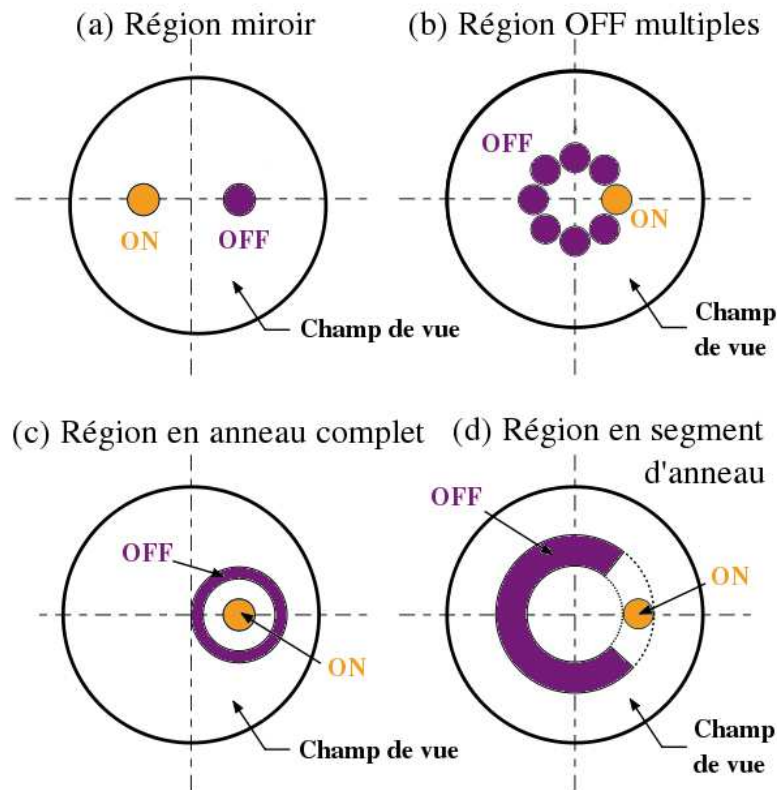 (a) Région miroir
ON
OFF
Champ de vue
(b) Région OFF multiples
OFF
ON
Champ
de vue
(c) Région en anneau complet
OFF
ON
Champ de vue
(d) Région en segment
d'anneau
OFF
ON
Champ
de vue